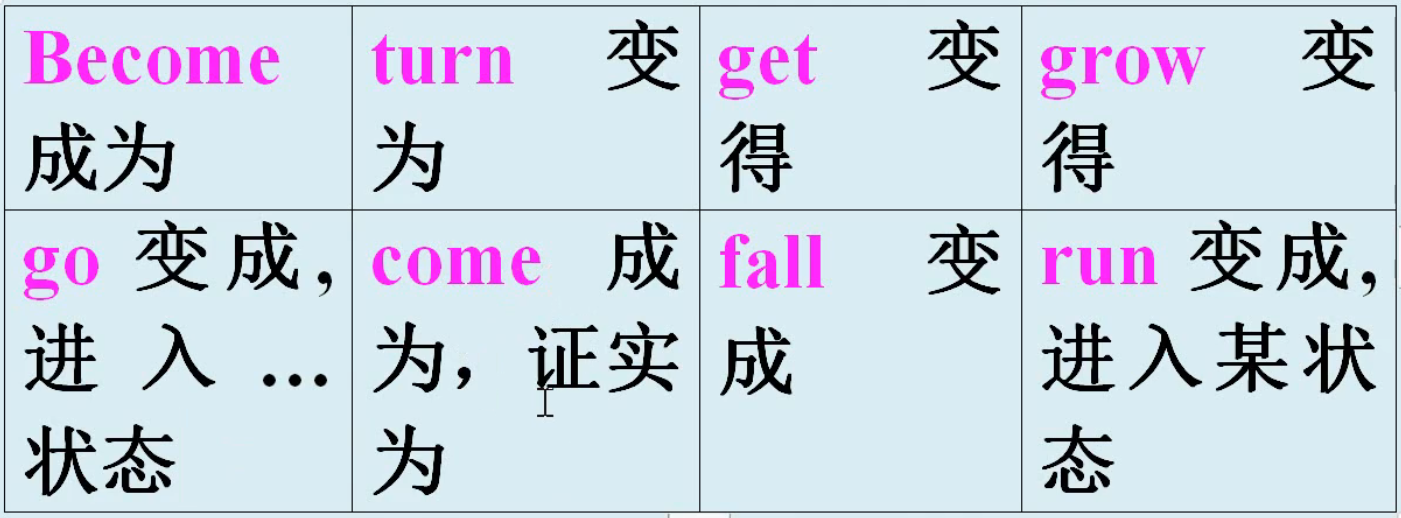 Become
成为
turn 变
为
get 变
得
grow 变
得
go 变成,
进入…
状态
come 成
为，证实
为
fall 变
成
run 变成,
进入某状
态